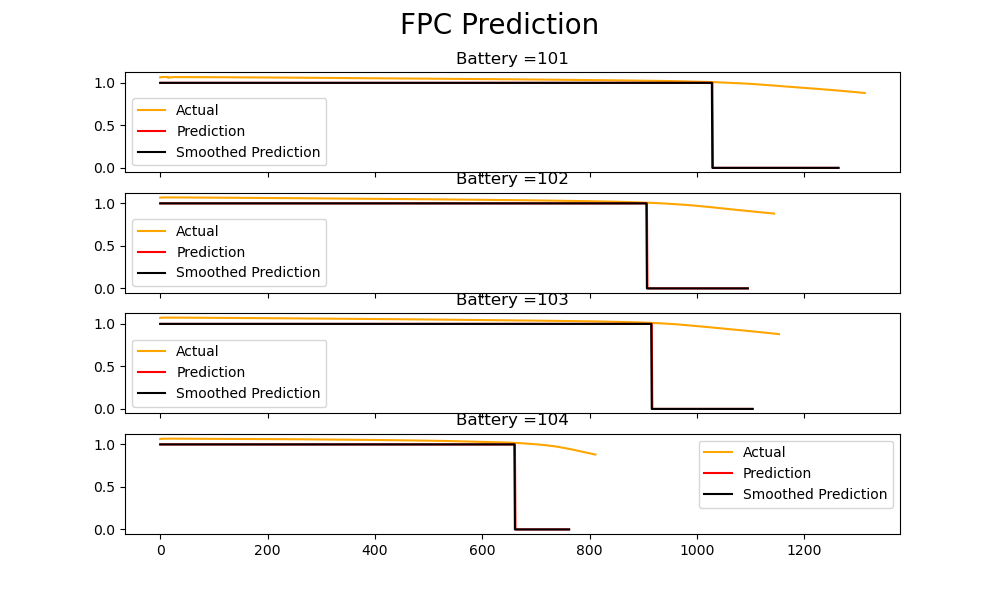 FPC Prediction
Battery =101
1.0
0.5
0.0
Actual
Prediction
Smoothed Prediction
Battery =102
1.0
0.5
0.0
Actual
Prediction
Smoothed Prediction
Battery =103
1.0
0.5
0.0
Actual
Prediction
Smoothed Prediction
Battery =104
1.0
0.5
0.0
Actual
Prediction
Smoothed Prediction
0 200 400 600 800 1000 1200